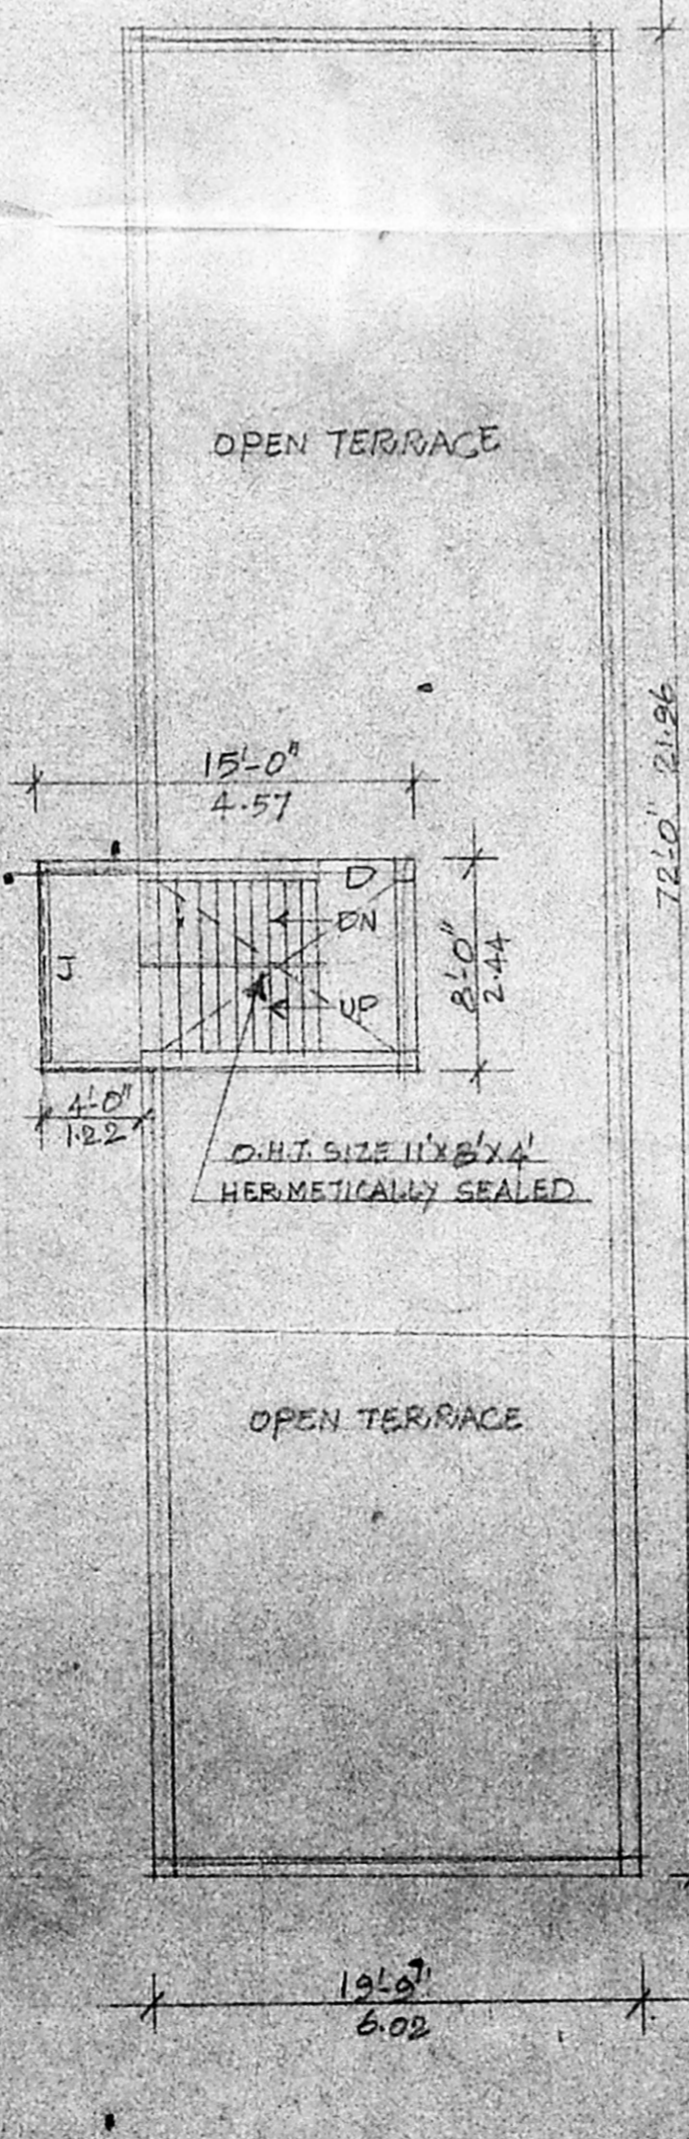 OPEN TERRACE
15'-0"
4.57
72'-0" 21.96
D
DN
UP
8'-0"
2.44
4'-0"
1.22
O.H.T. SIZE 11'X8'X4'
HERMETICALLY SEALED
OPEN TERRACE
19'-9"
6.02